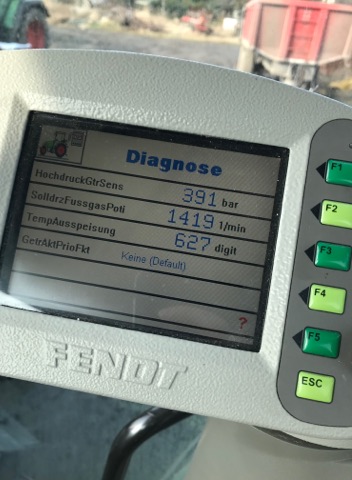 Diagnose
HochdruckGtrSens 391 bar
SolldrzFussgasPoti 1419 1/min
TempAusspeisung 627 digit
GetrAktPrioFkt
Keine (Default)
?
FENDT
F1
F2
F3
F4
F5
ESC